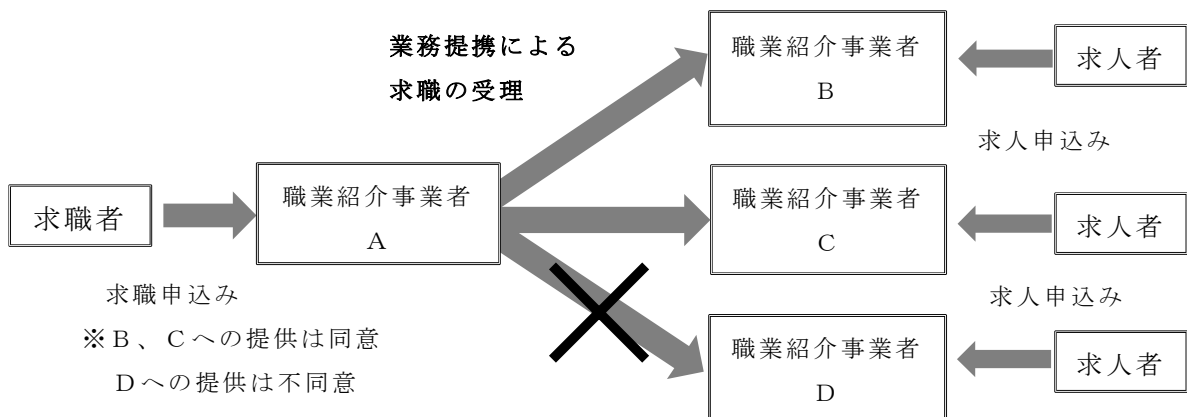 業務提携による
求職の受理
職業紹介事業者
B
求人者
求人申込み
求職者
職業紹介事業者
A
職業紹介事業者
C
求人者
求職申込み
※B、Cへの提供は同意
Dへの提供は不同意
求人申込み
職業紹介事業者
D
求人者